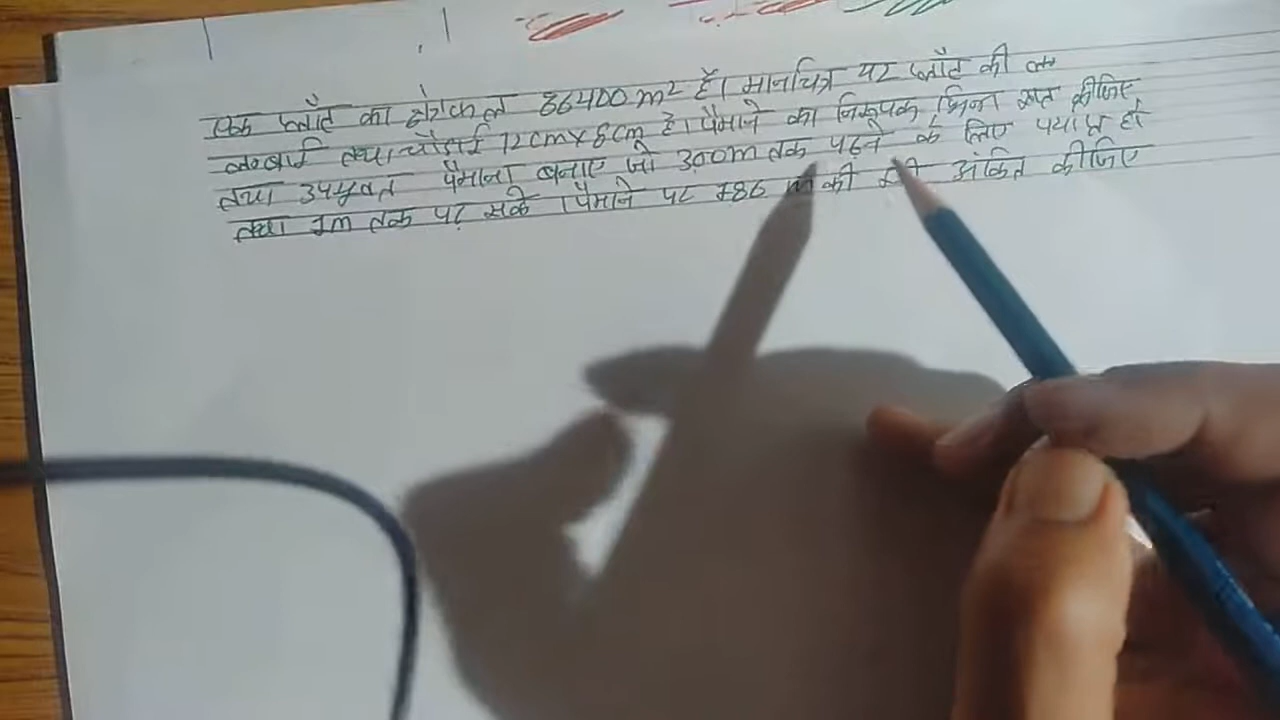 एक प्लौट का क्षेत्रफल 86400 m² हैं। मानचित्र पर प्लौट की
लम्बाई तथा चौड़ाई 12cm x 8cm है। पैमाने का निरूपक भिन्न ज्ञात कीजिए
तथा उपयुक्त पैमाना बनाए जो 300m तक पढ़ने के लिए पर्याप्त हो
तथा 1m तक पढ़ सके । पैमाने पर 186 की अंकित कीजिए